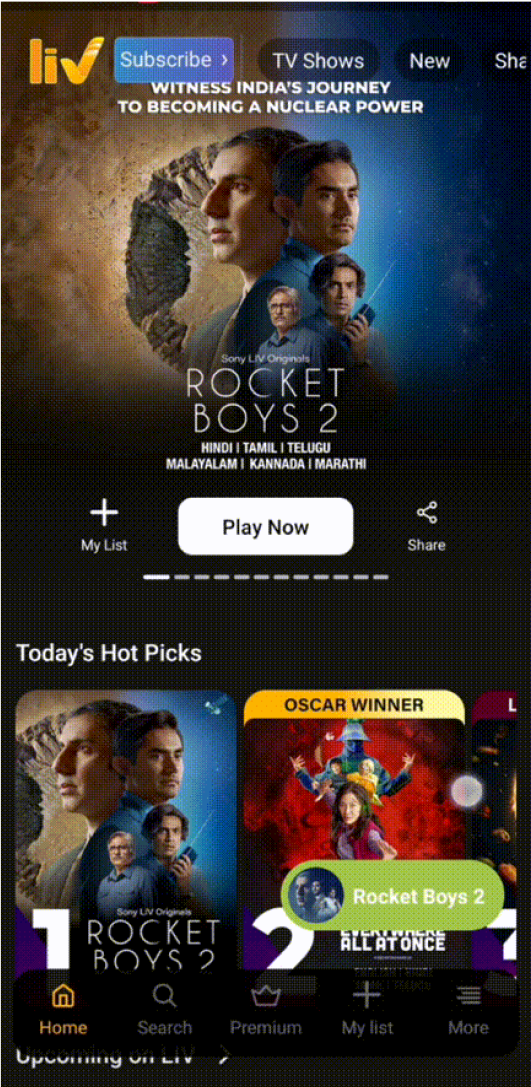 liv
Subscribe ›
TV Shows
New
Sha
WITNESS INDIA'S JOURNEY
TO BECOMING A NUCLEAR POWER
Sony LIV Originals
ROCKET
BOYS 2
HINDI | TAMIL | TELUGU
MALAYALAM | KANNADA | MARATHI
My List
Play Now
Share
Today's Hot Picks
OSCAR WINNER
L
1
Sony LIV Originals
ROCKET
BOYS 2
2
Rocket Boys 2
EVERYWHERE
ALL AT ONCE
Home
Search
Premium
My list
More
Upcoming on LIV >